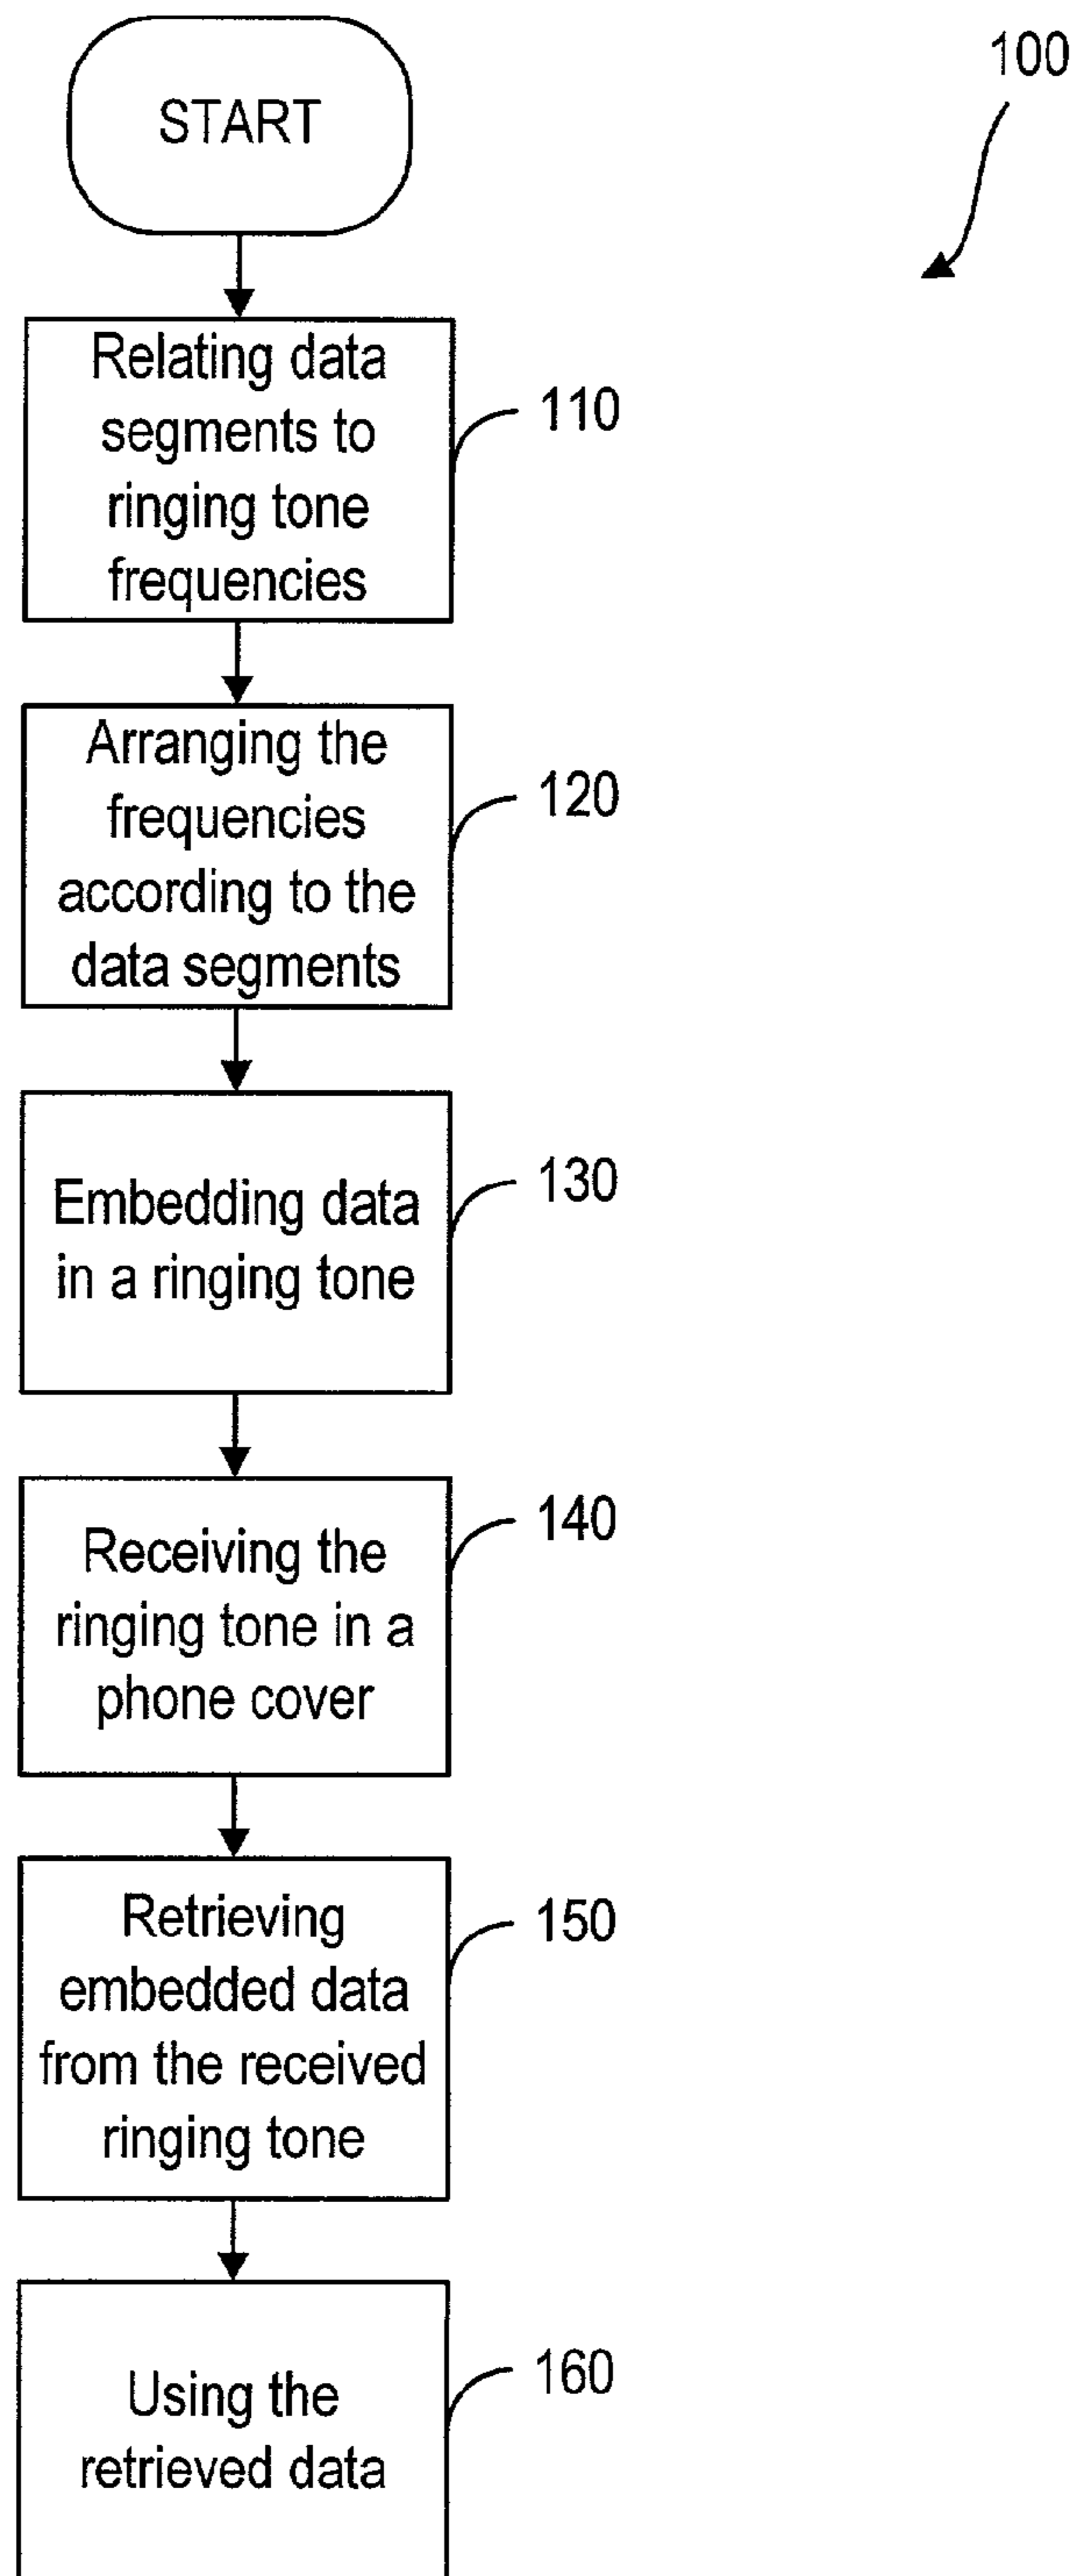 START
100
Relating data
segments to
ringing tone
frequencies
110
Arranging the
frequencies
according to the
data segments
120
Embedding data
in a ringing tone
130
Receiving the
ringing tone in a
phone cover
140
Retrieving
embedded data
from the received
ringing tone
150
Using the
retrieved data
160